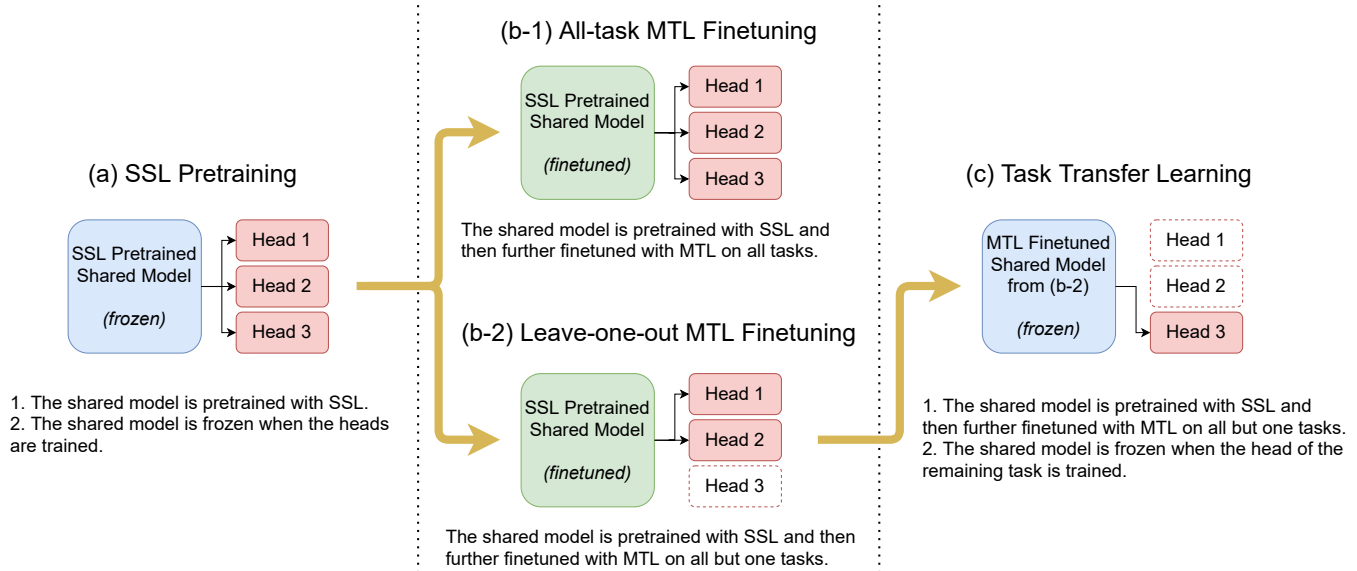 (a) SSL Pretraining
SSL Pretrained
Shared Model
(frozen)
Head 1
Head 2
Head 3
1. The shared model is pretrained with SSL.
2. The shared model is frozen when the heads
are trained.
(b-1) All-task MTL Finetuning
SSL Pretrained
Shared Model
(finetuned)
Head 1
Head 2
Head 3
The shared model is pretrained with SSL and
then further finetuned with MTL on all tasks.
(b-2) Leave-one-out MTL Finetuning
SSL Pretrained
Shared Model
(finetuned)
Head 1
Head 2
Head 3
The shared model is pretrained with SSL and then
further finetuned with MTL on all but one tasks.
(c) Task Transfer Learning
MTL Finetuned
Shared Model
from (b-2)
(frozen)
Head 1
Head 2
Head 3
1. The shared model is pretrained with SSL and
then further finetuned with MTL on all but one tasks.
2. The shared model is frozen when the head of the
remaining task is trained.